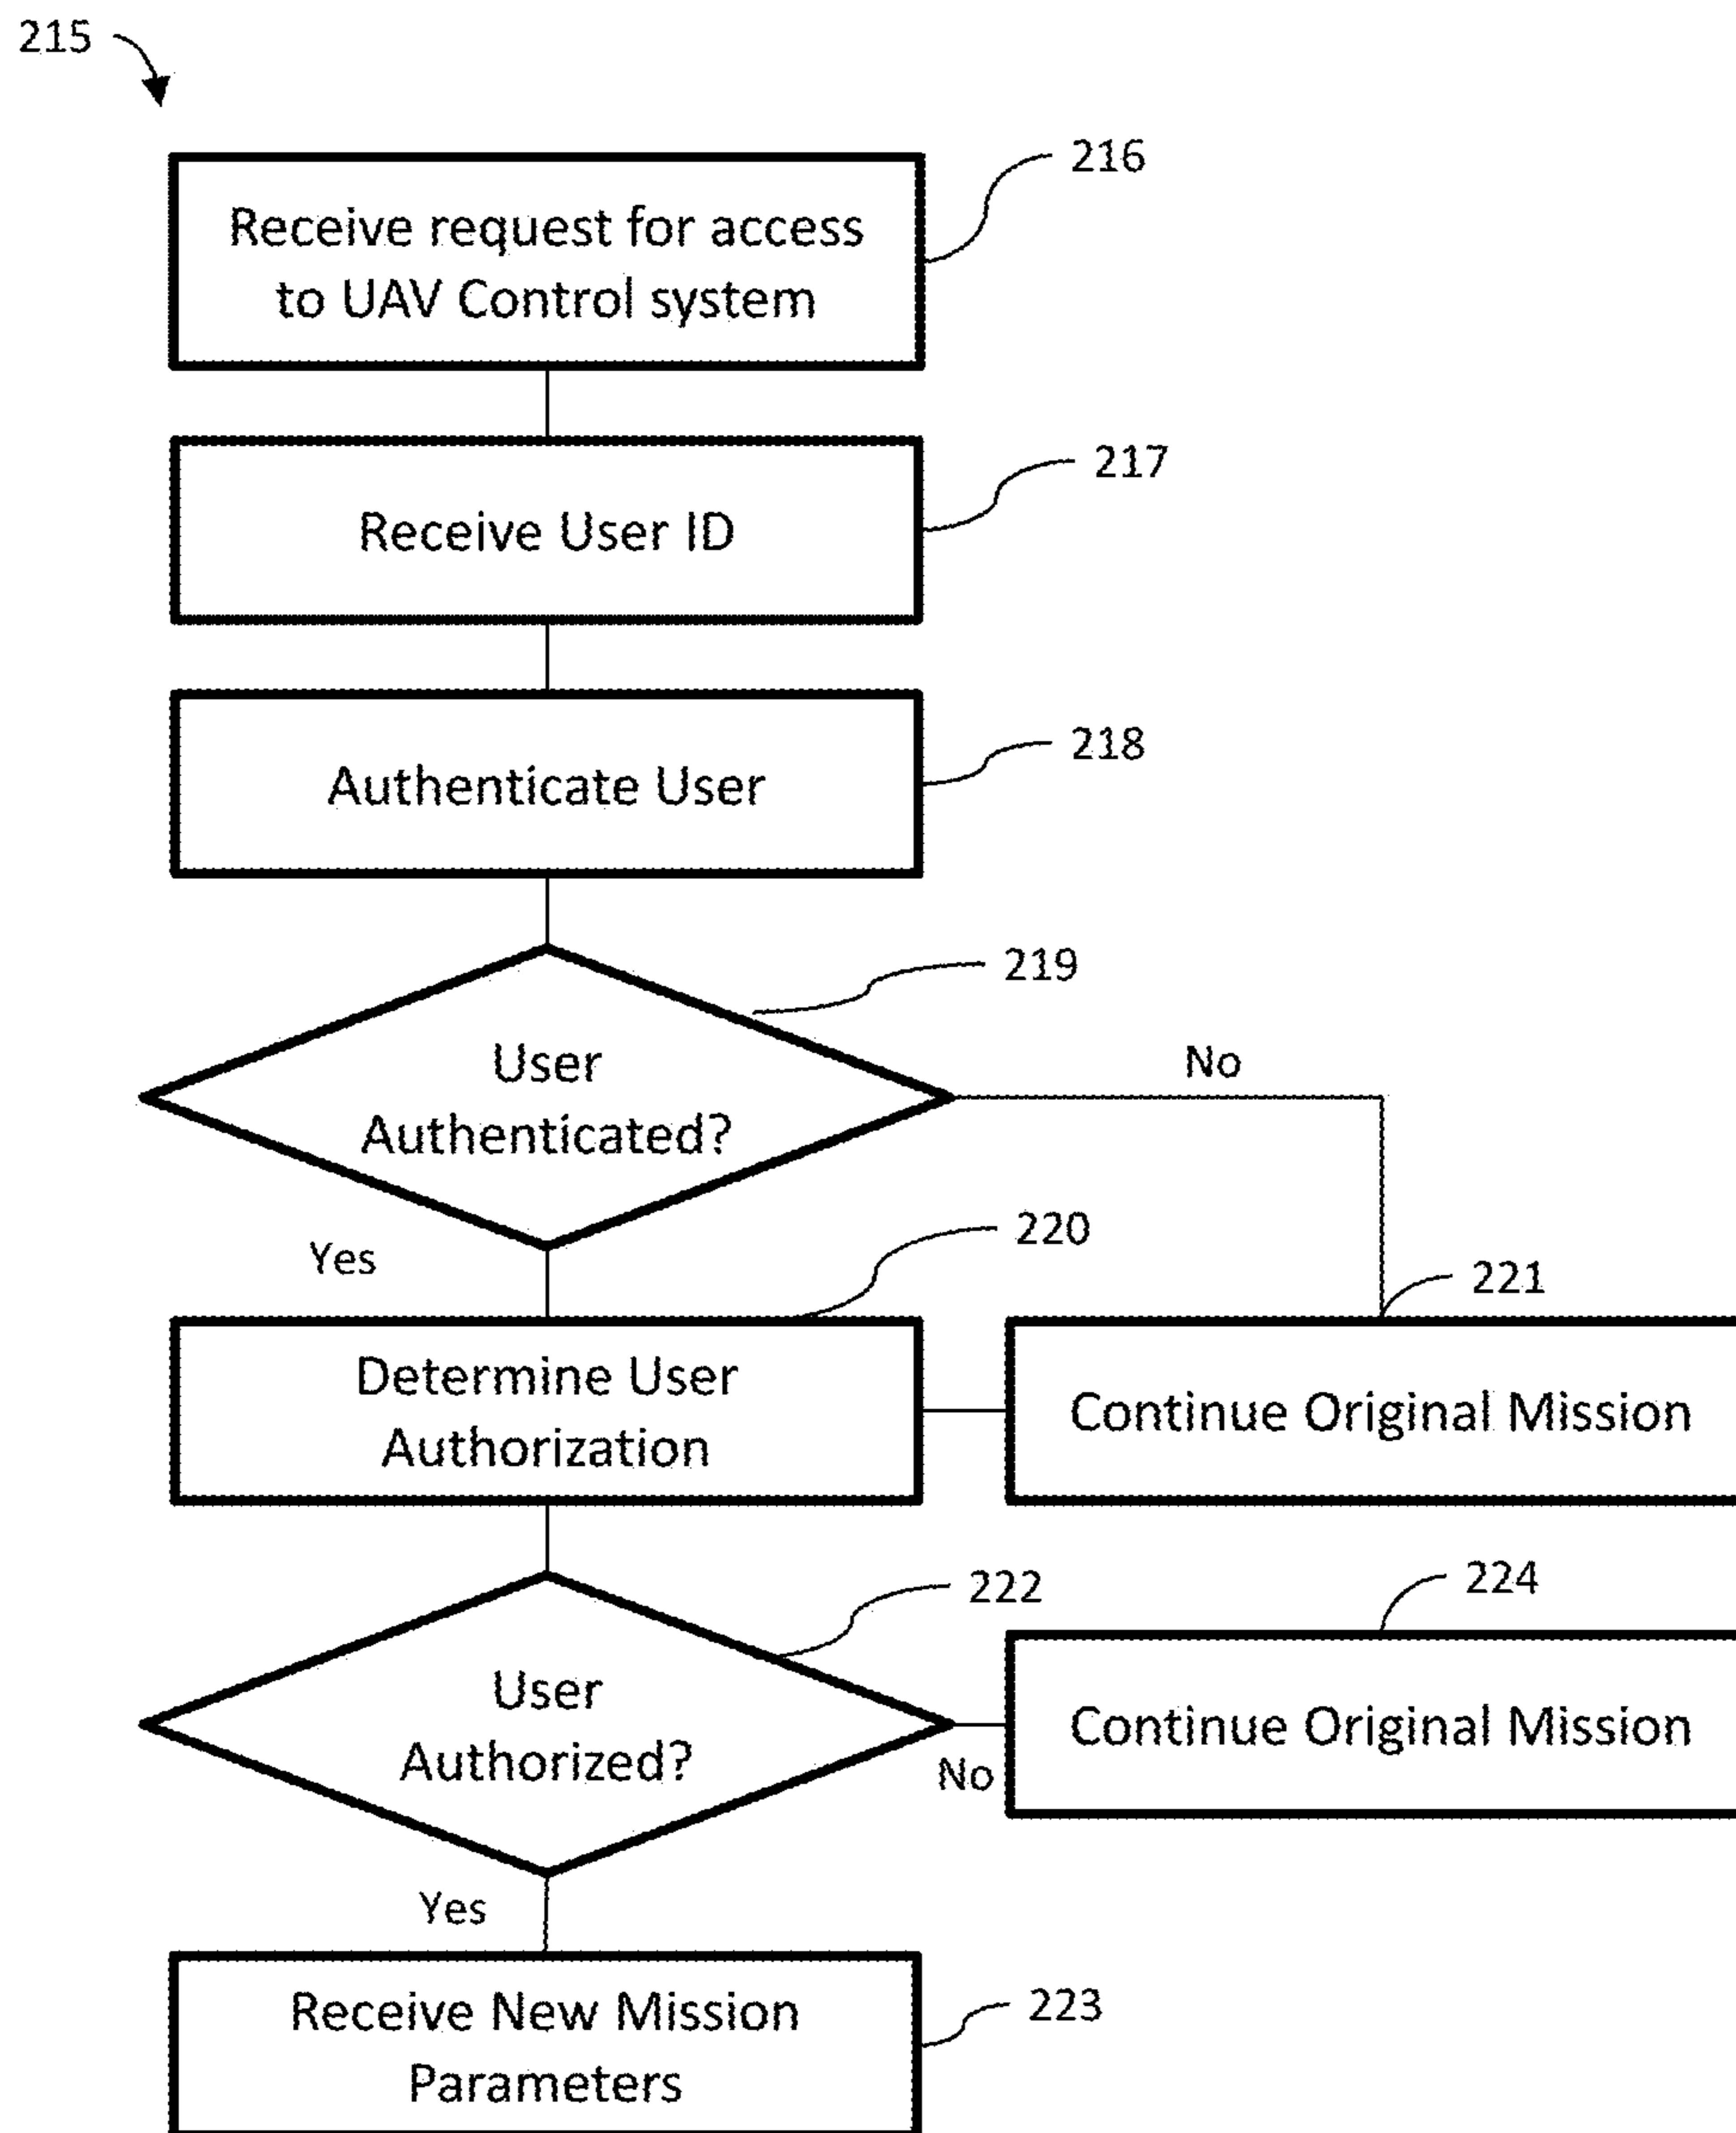 215
216
Receive request for access
to UAV Control system
217
Receive User ID
218
Authenticate User
219
User
Authenticated?
No
Yes
220
221
Determine User
Authorization
Continue Original Mission
222
224
User
Authorized?
No
Continue Original Mission
Yes
223
Receive New Mission
Parameters